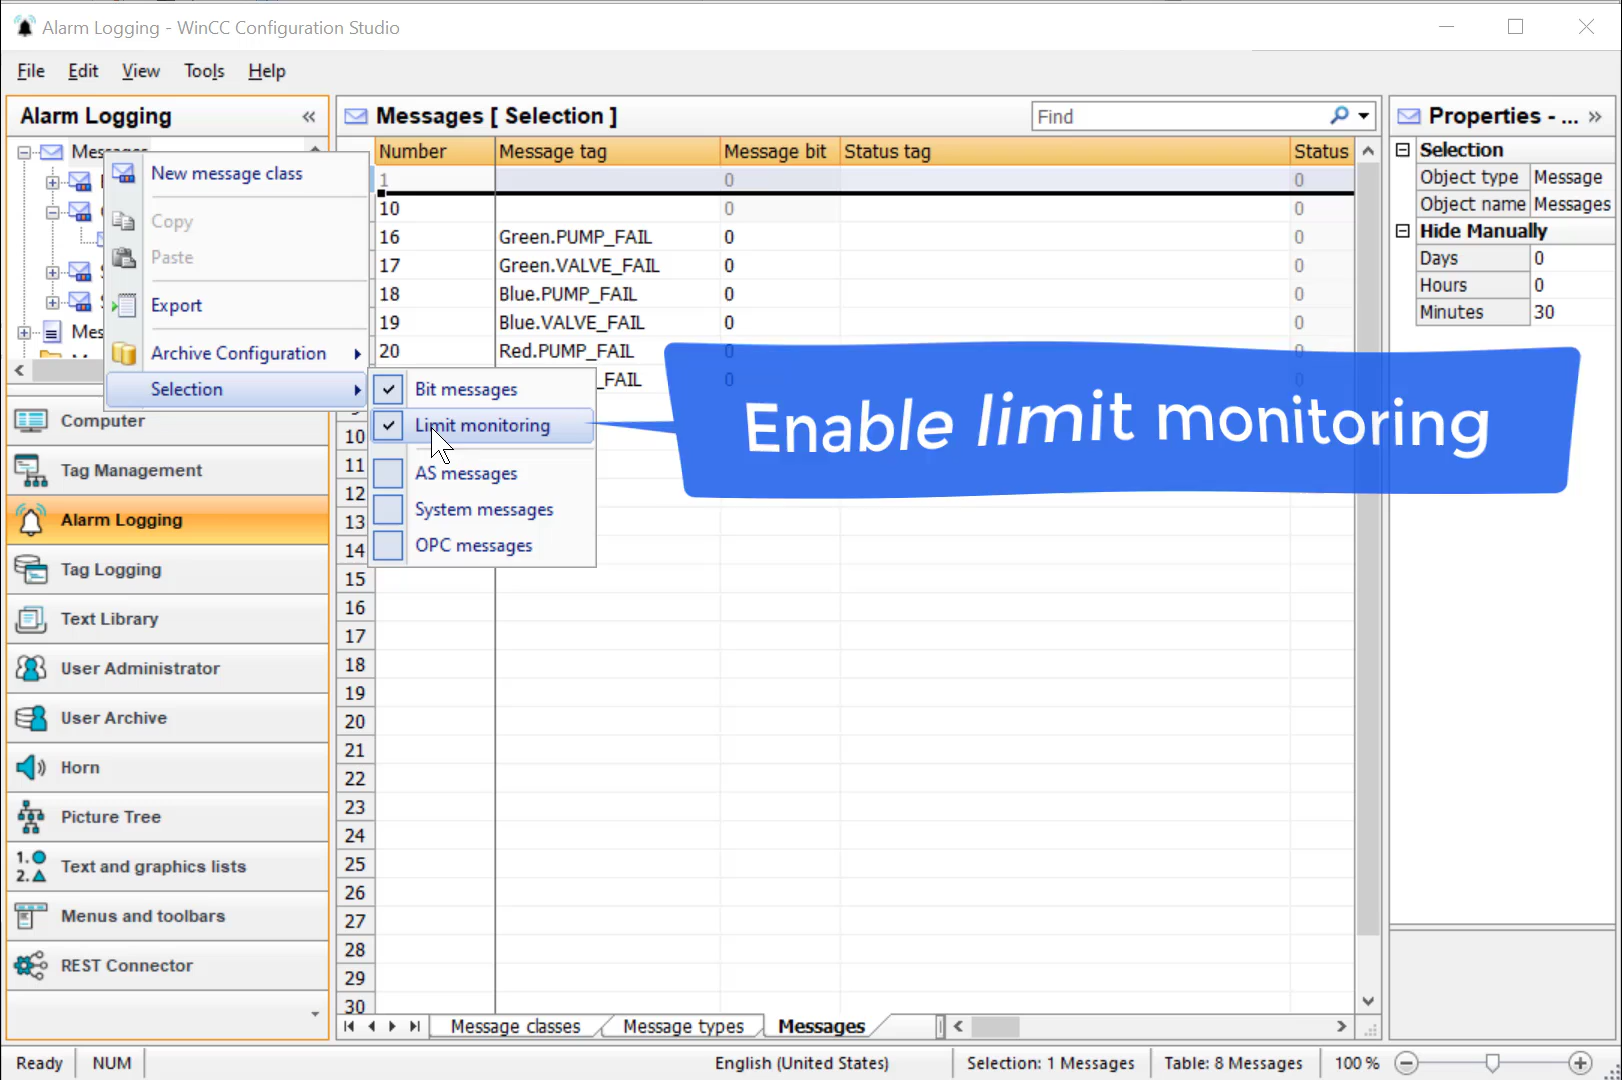 Alarm Logging - WinCC Configuration Studio
File Edit View Tools Help
Alarm Logging «
Messages [ Selection ]
Find
Properties - ... »
Messages
New message class
Copy
Paste
Export
Archive Configuration
Selection
Mes
Bit messages
Limit monitoring
AS messages
System messages
OPC messages
Number Message tag Message bit Status tag Status
1 0 0
10 0 0
16 Green.PUMP_FAIL 0 0
17 Green.VALVE_FAIL 0 0
18 Blue.PUMP_FAIL 0 0
19 Blue.VALVE_FAIL 0 0
20 Red.PUMP_FAIL 0 0
_FAIL 0
Enable limit monitoring
10
11
12
13
14
15
16
17
18
19
20
21
22
23
24
25
26
27
28
29
30
Selection
Object type Message
Object name Messages
Hide Manually
Days 0
Hours 0
Minutes 30
Computer
Tag Management
Alarm Logging
Tag Logging
Text Library
User Administrator
User Archive
Horn
Picture Tree
1.
2.
Text and graphics lists
Menus and toolbars
REST Connector
Message classes Message types Messages
Ready NUM English (United States) Selection: 1 Messages Table: 8 Messages 100 %